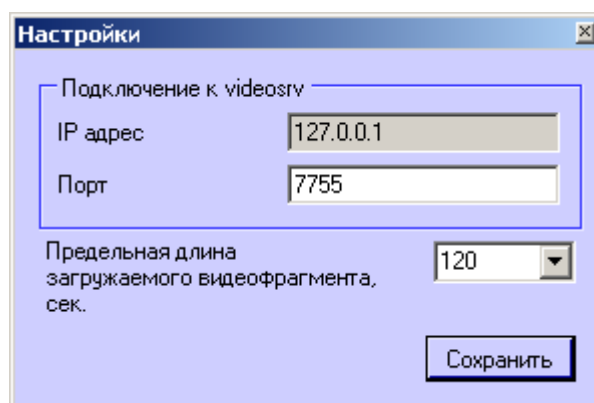 Настройки
Подключение к videosrv
IP адрес 127.0.0.1
Порт 7755
Предельная длина
загружаемого видеофрагмента,
сек.
120
Сохранить